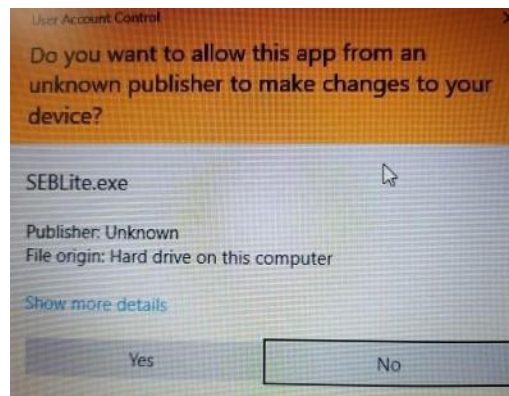 User Account Control
Do you want to allow this app from an
unknown publisher to make changes to your
device?
SEBLite.exe
Publisher: Unknown
File origin: Hard drive on this computer
Show more details
Yes
No